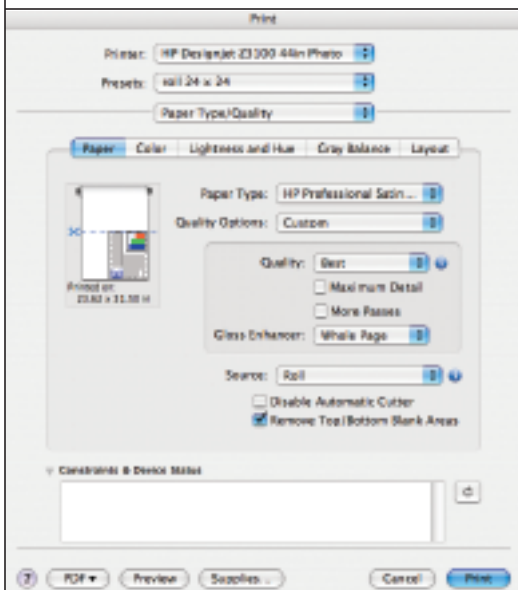 Print
Printer: HP Designjet Z3100 44in Photo
Presets: roll 24 x 24
Paper Type/Quality
Paper Color Lightness and Hue Gray Balance Layout
Paper Type: HP Professional Satin ...
Quality Options: Custom
Quality: Best
Maximum Detail
More Passes
Gloss Enhancer: Whole Page
Printed on:
Source: Roll
Disable Automatic Cutter
Remove Top/Bottom Blank Areas
Constraints & Device Status
? PDF Preview Supplies... Cancel Print